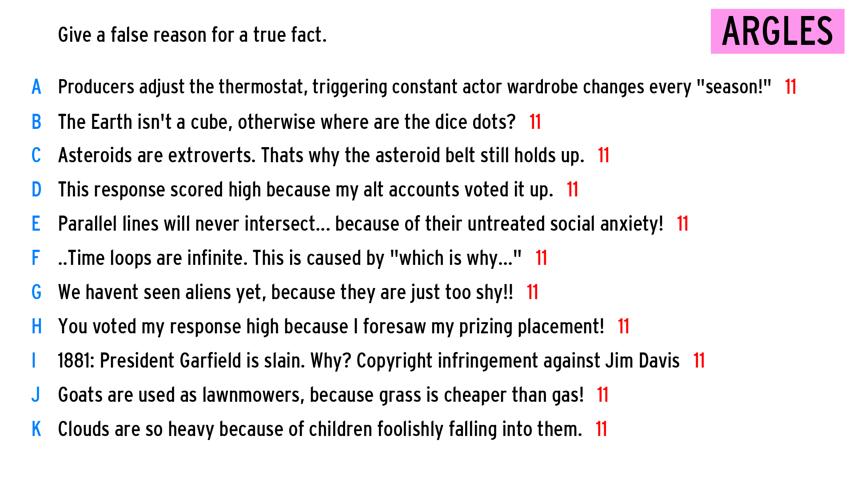 Give a false reason for a true fact.
ARGLES
A Producers adjust the thermostat, triggering constant actor wardrobe changes every "season!" 11
B The Earth isn't a cube, otherwise where are the dice dots? 11
C Asteroids are extroverts. Thats why the asteroid belt still holds up. 11
D This response scored high because my alt accounts voted it up. 11
E Parallel lines will never intersect... because of their untreated social anxiety! 11
F ..Time loops are infinite. This is caused by "which is why..." 11
G We havent seen aliens yet, because they are just too shy!! 11
H You voted my response high because I foresaw my prizing placement! 11
I 1881: President Garfield is slain. Why? Copyright infringement against Jim Davis 11
J Goats are used as lawnmowers, because grass is cheaper than gas! 11
K Clouds are so heavy because of children foolishly falling into them. 11